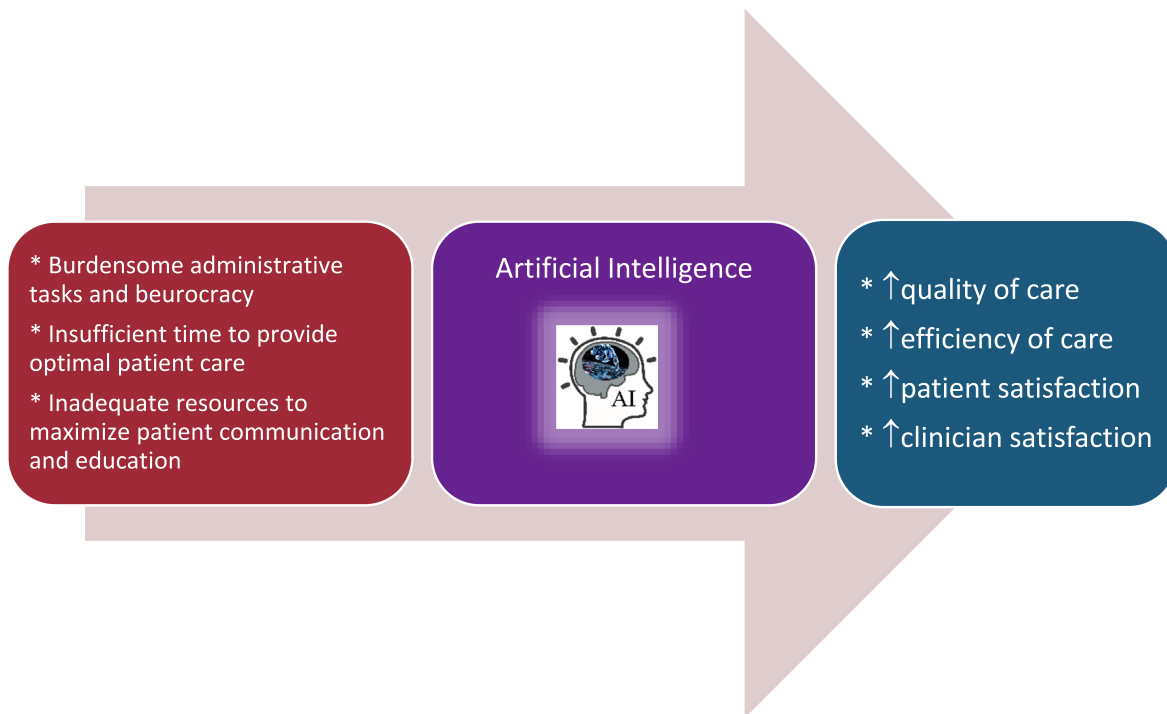 * Burdensome administrative
tasks and beurocracy
* Insufficient time to provide
optimal patient care
* Inadequate resources to
maximize patient communication
and education
Artificial Intelligence
AI
* ↑quality of care
* ↑efficiency of care
* ↑patient satisfaction
* ↑clinician satisfaction